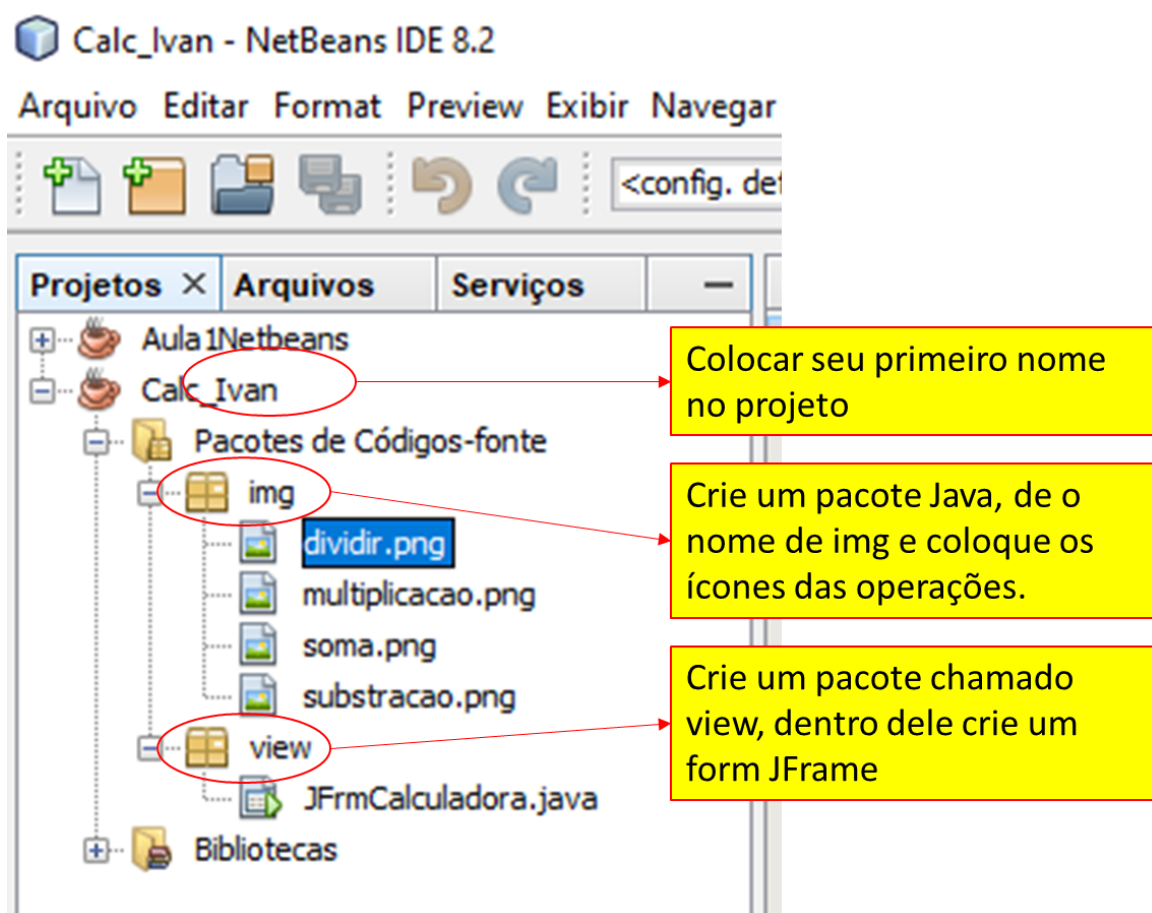 Calc_Ivan - NetBeans IDE 8.2
Arquivo Editar Format Preview Exibir Navegar
<config. def
Projetos × Arquivos Serviços
Aula1Netbeans
Calc_Ivan
Pacotes de Códigos-fonte
img
dividir.png
multiplicacao.png
soma.png
substracao.png
view
JFrmCalculadora.java
Bibliotecas
Colocar seu primeiro nome
no projeto
Crie um pacote Java, de o
nome de img e coloque os
ícones das operações.
Crie um pacote chamado
view, dentro dele crie um
form JFrame